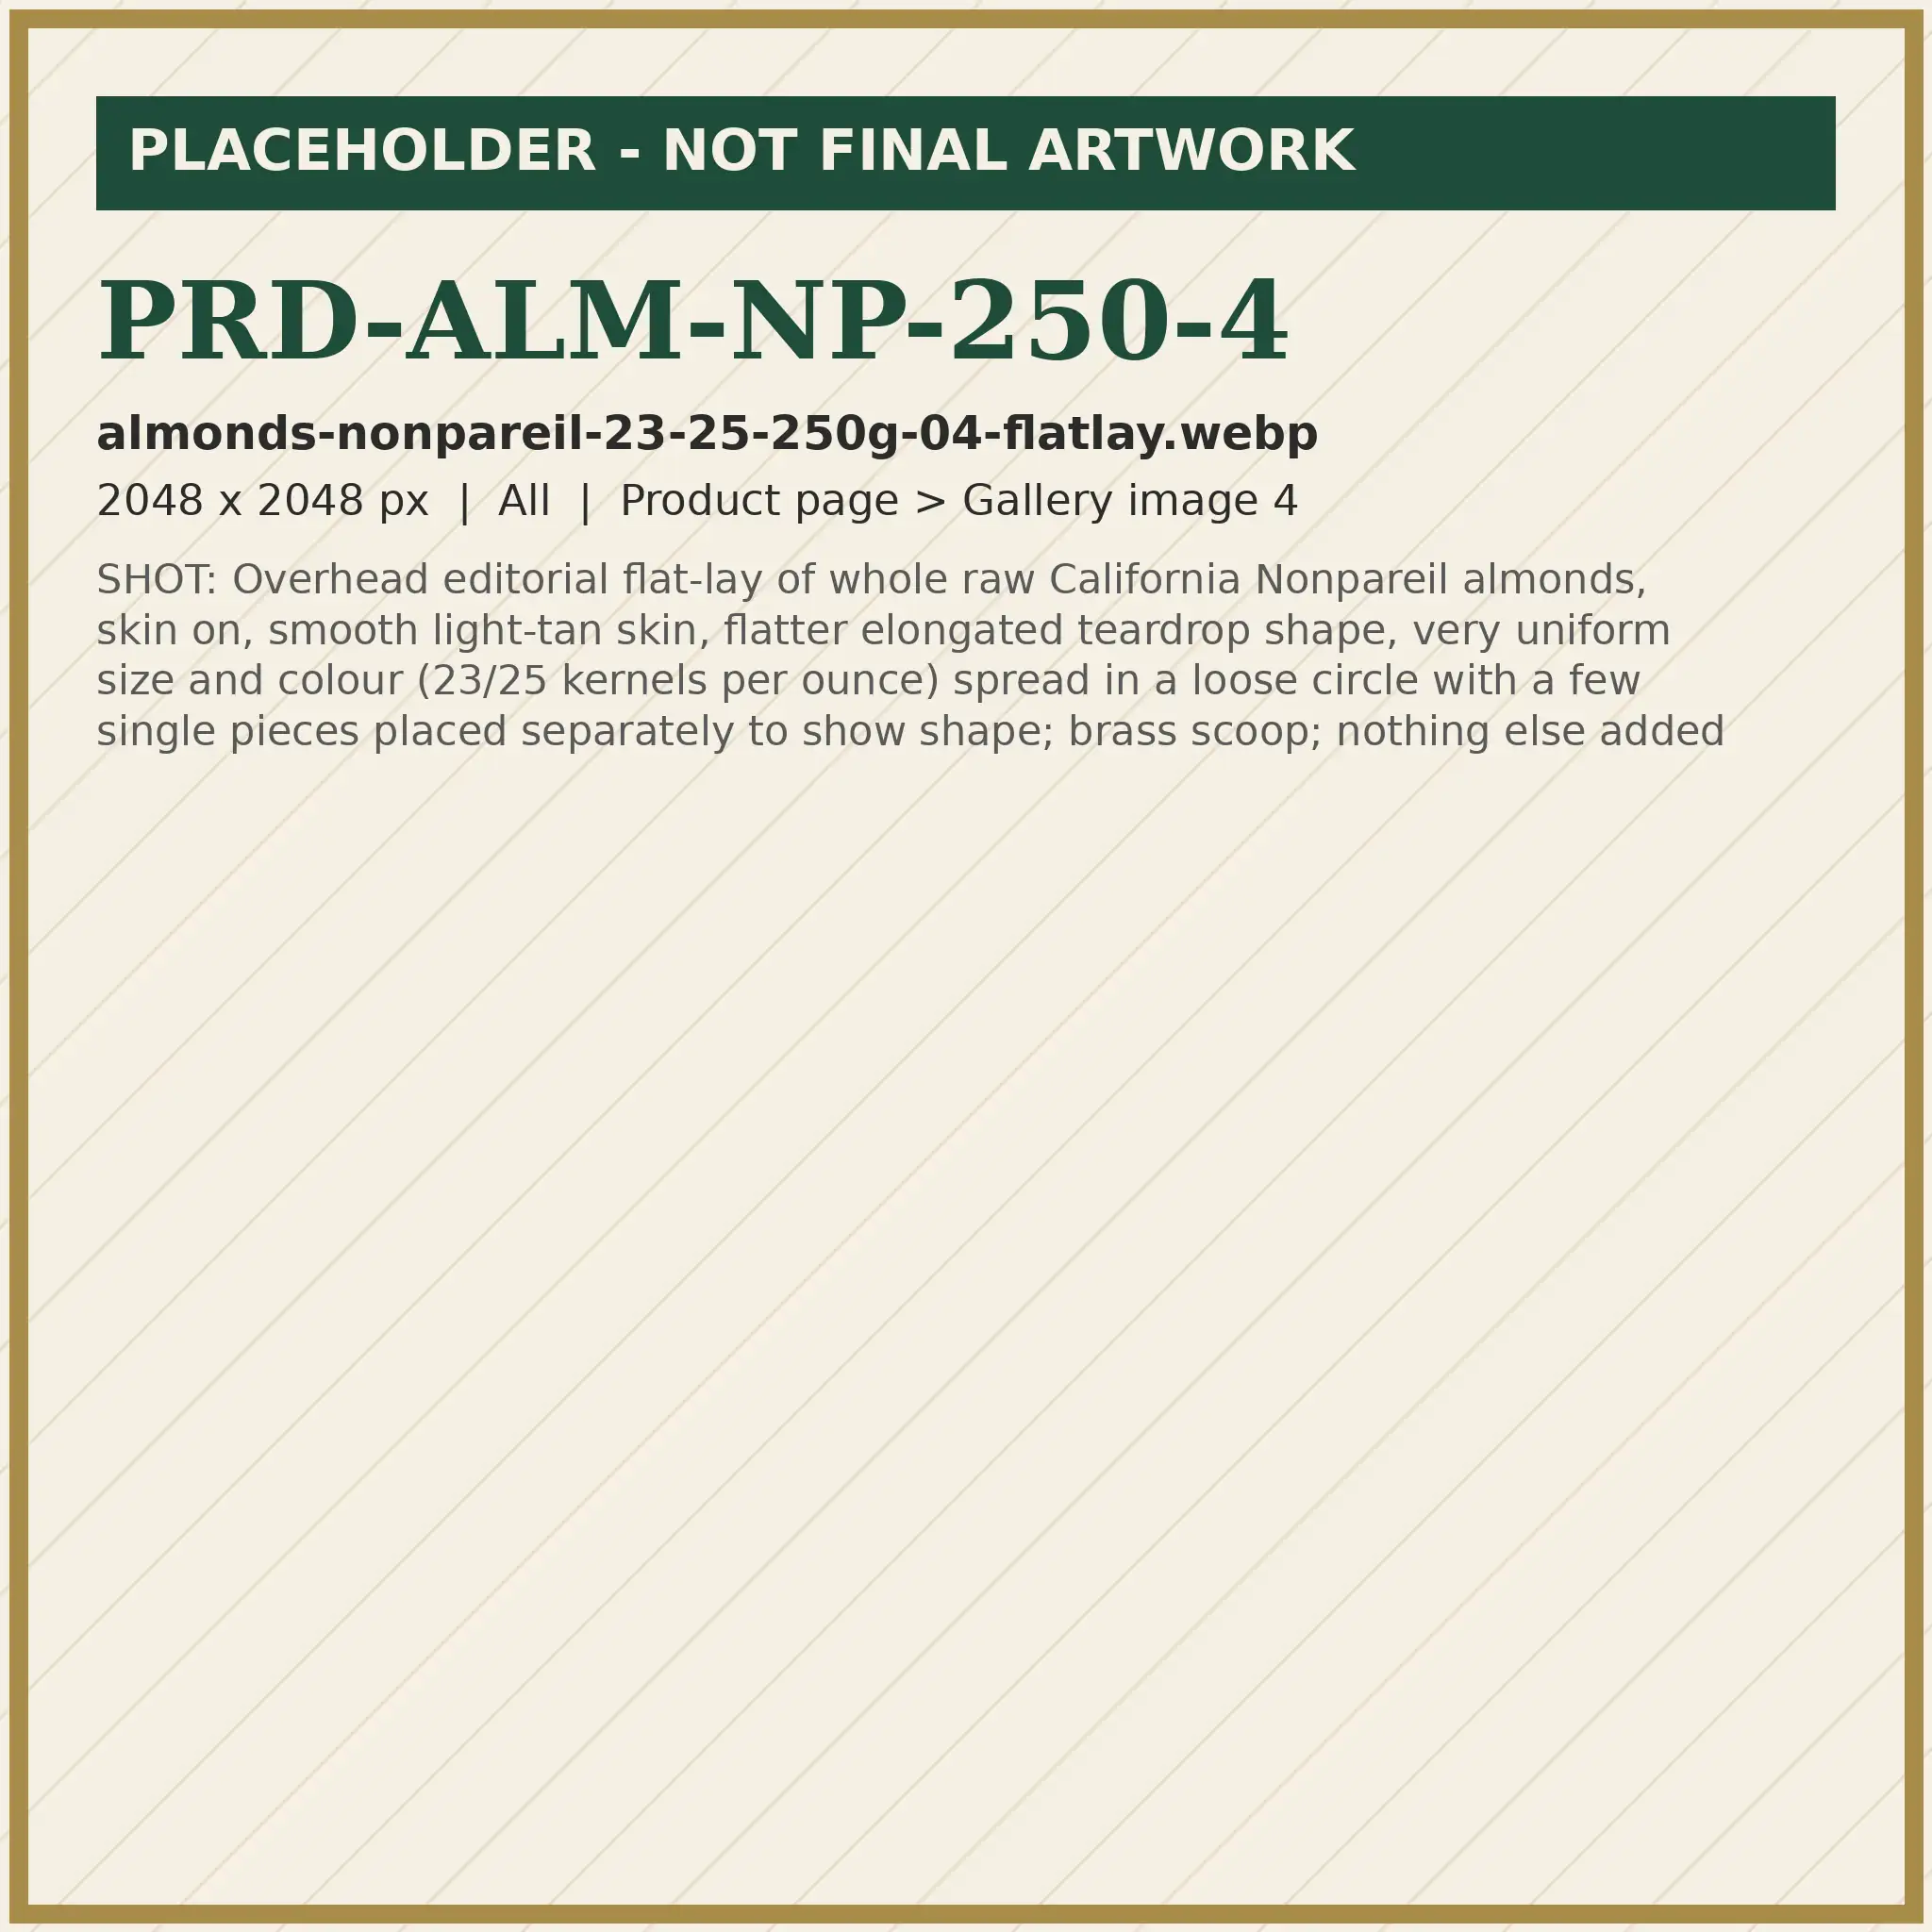 PLACEHOLDER - NOT FINAL ARTWORK
PRD-ALM-NP-250-4
almonds-nonpareil-23-25-250g-04-flatlay.webp
2048 x 2048 px | All | Product page > Gallery image 4
SHOT: Overhead editorial flat-lay of whole raw California Nonpareil almonds,
skin on, smooth light-tan skin, flatter elongated teardrop shape, very uniform
size and colour (23/25 kernels per ounce) spread in a loose circle with a few
single pieces placed separately to show shape; brass scoop; nothing else added